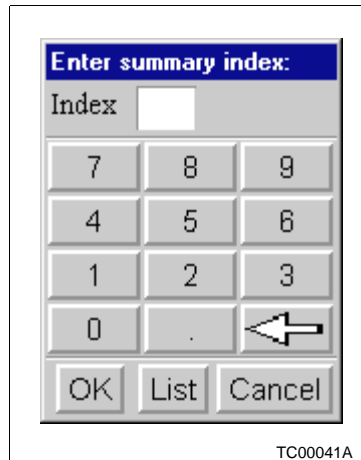 Enter summary index:
Index
7 8 9
4 5 6
1 2 3
0 .
OK List Cancel
TC00041A